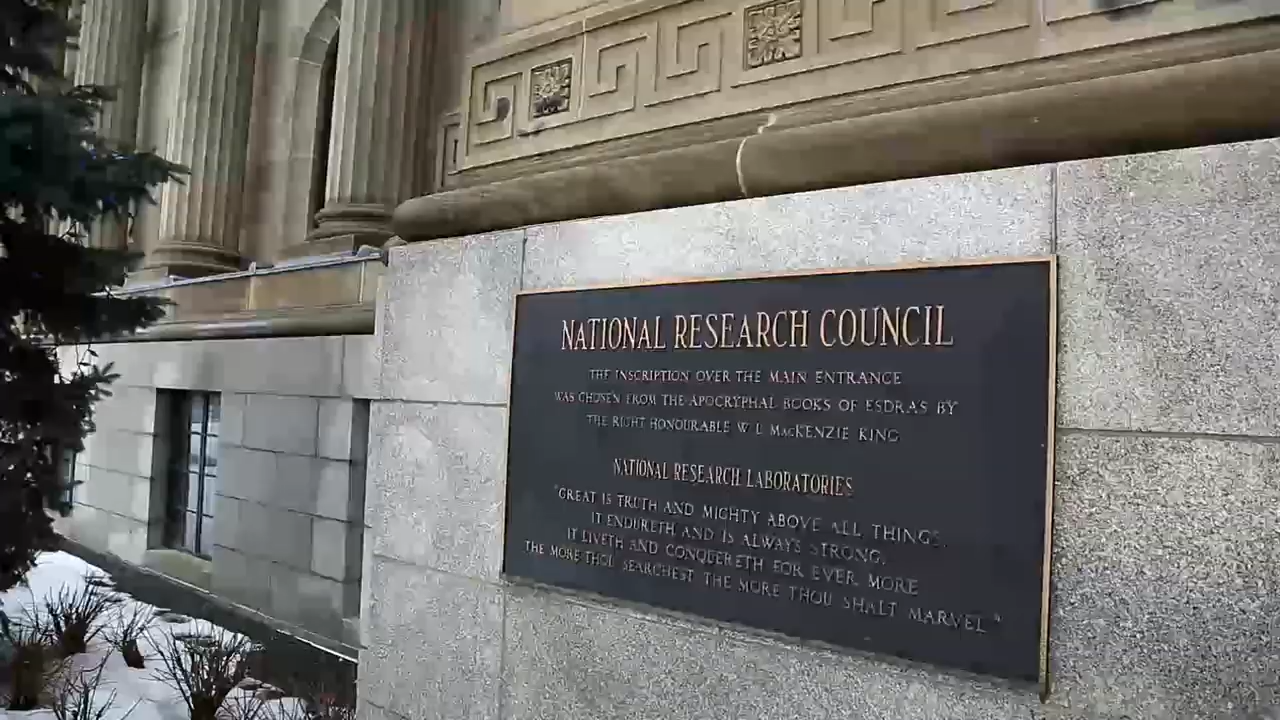 NATIONAL RESEARCH COUNCIL
THE INSCRIPTION OVER THE MAIN ENTRANCE
WAS CHOSEN FROM THE APOCRYPHAL BOOKS OF ESDRAS BY
THE RIGHT HONOURABLE W L MACKENZIE KING
NATIONAL RESEARCH LABORATORIES
"GREAT IS TRUTH AND MIGHTY ABOVE ALL THINGS,
IT ENDURETH AND IS ALWAYS STRONG,
IT LIVETH AND CONQUERETH FOR EVER MORE
THE MORE THOU SEARCHEST THE MORE THOU SHALT MARVEL"